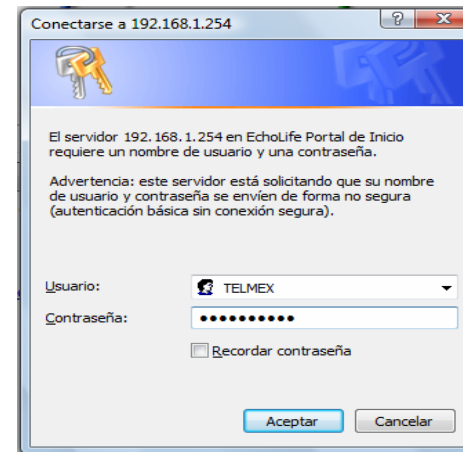 Conectarse a 192.168.1.254
El servidor 192.168.1.254 en EchoLife Portal de Inicio
requiere un nombre de usuario y una contraseña.
Advertencia: este servidor está solicitando que su nombre
de usuario y contraseña se envíen de forma no segura
(autenticación básica sin conexión segura).
Usuario: TELMEX
Contraseña: ●●●●●●●●●●
Recordar contraseña
Aceptar Cancelar